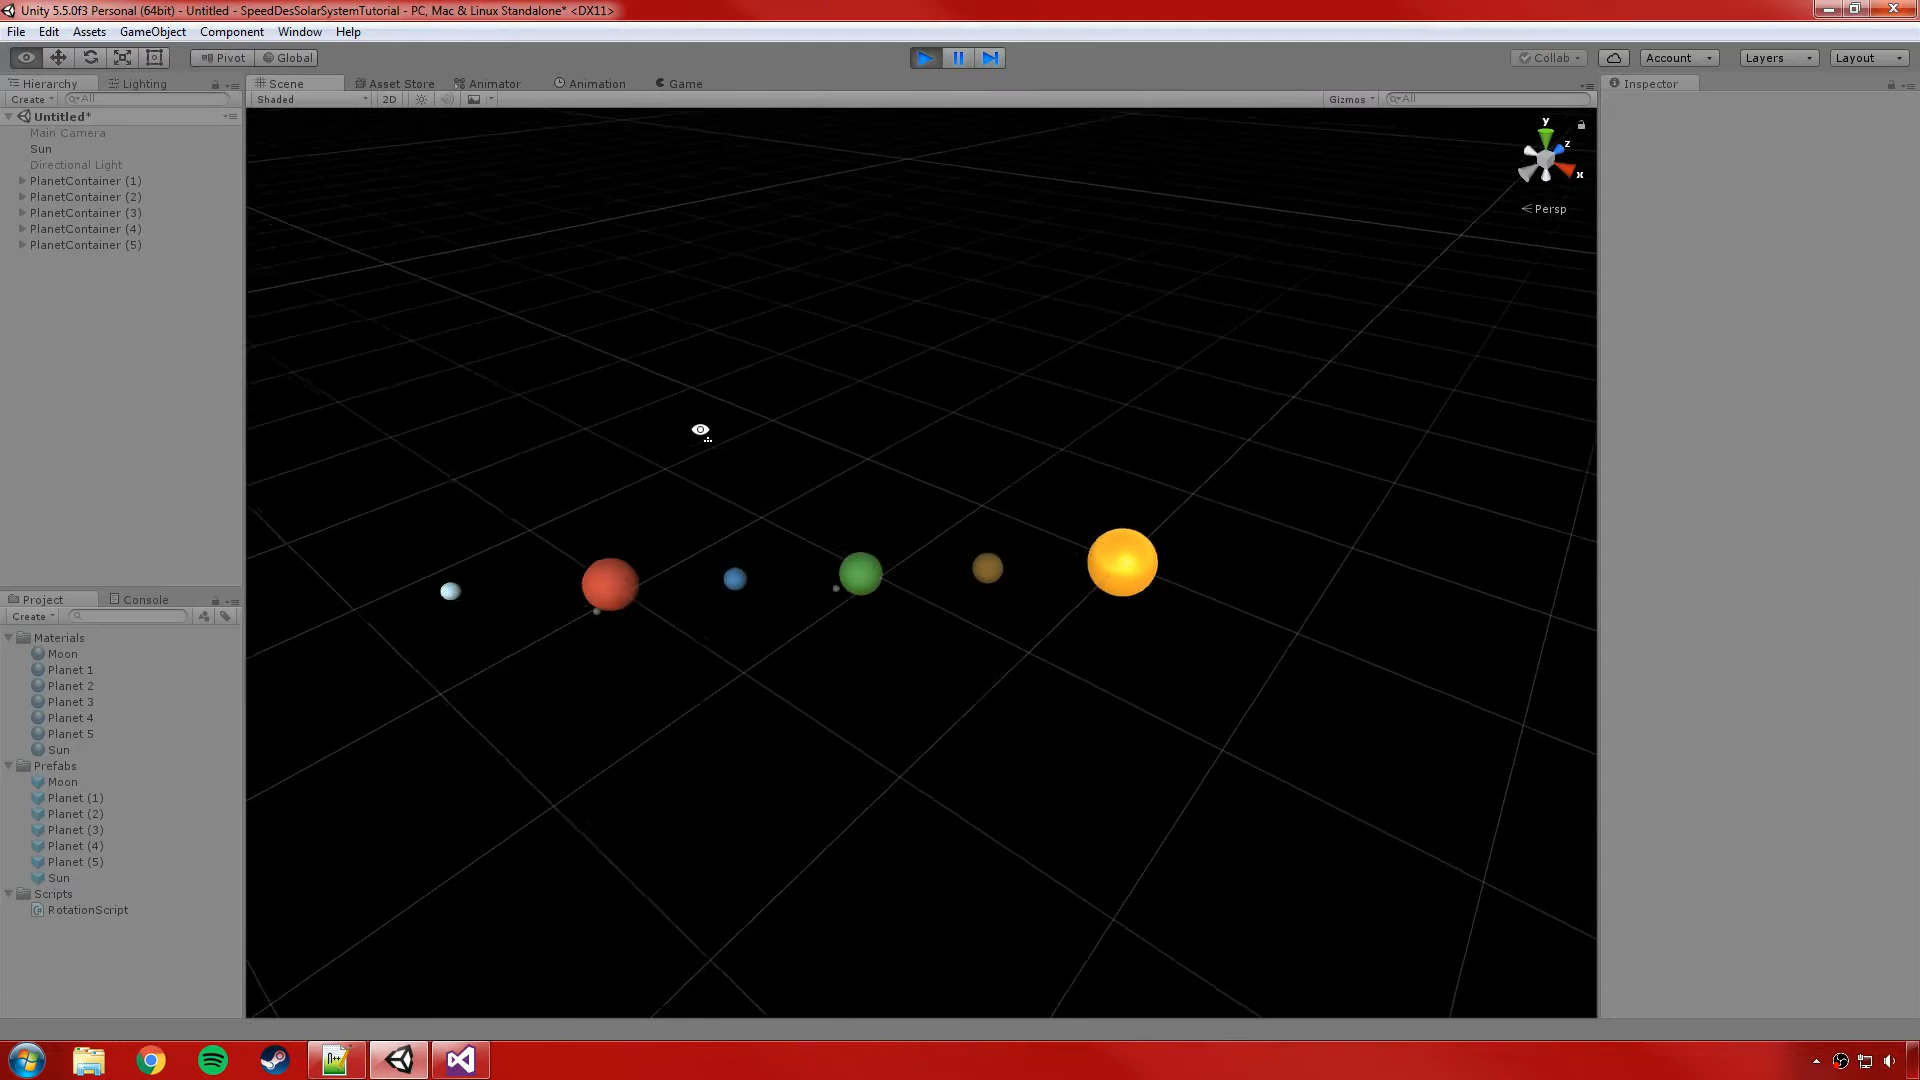 Unity 5.5.0f3 Personal (64bit) - Untitled - SpeedDesSolarSystemTutorial - PC, Mac & Linux Standalone* <DX11>
File Edit Assets GameObject Component Window Help
Pivot Global Collab Account Layers Layout
Hierarchy Lighting Scene Asset Store Animator Animation Game Inspector
Create All Shaded 2D Gizmos All
Untitled*
Main Camera
Sun
Directional Light
PlanetContainer (1)
PlanetContainer (2)
PlanetContainer (3)
PlanetContainer (4)
PlanetContainer (5)
y
z
x
Persp
Project Console
Create
Materials
Moon
Planet 1
Planet 2
Planet 3
Planet 4
Planet 5
Sun
Prefabs
Moon
Planet (1)
Planet (2)
Planet (3)
Planet (4)
Planet (5)
Sun
Scripts
RotationScript